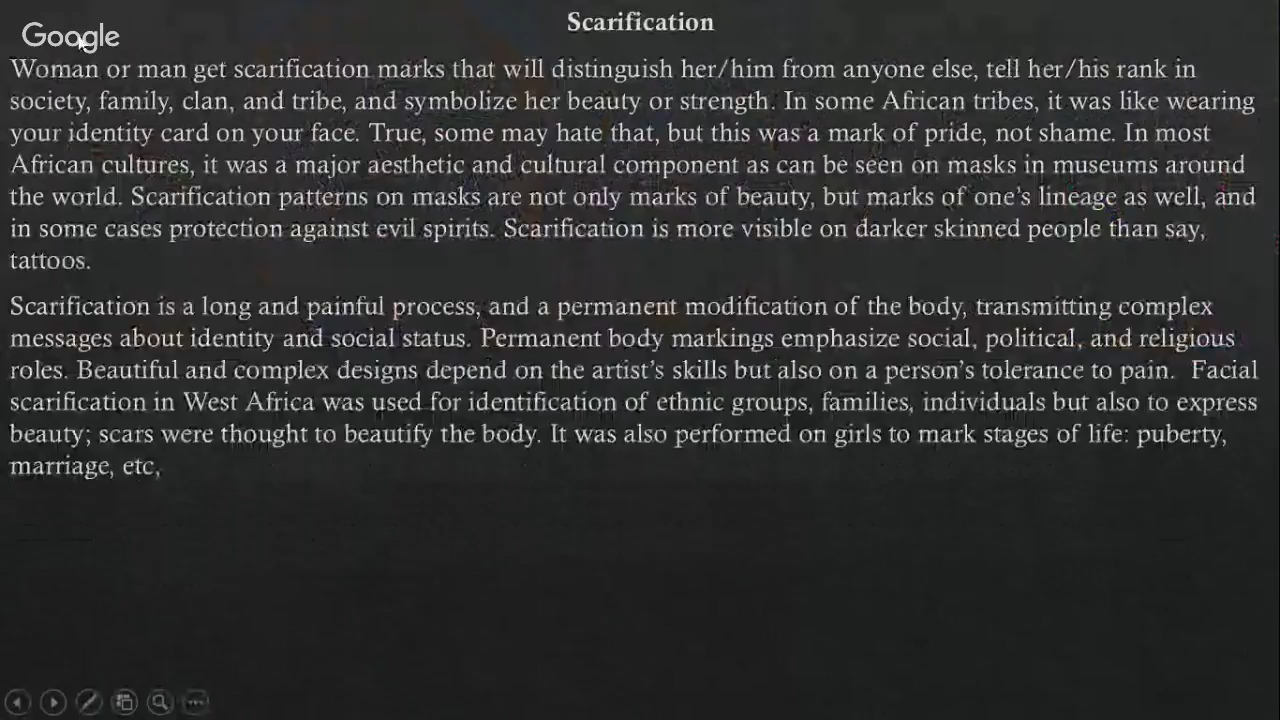 Scarification
Google
Woman or man get scarification marks that will distinguish her/him from anyone else, tell her/his rank in
society, family, clan, and tribe, and symbolize her beauty or strength. In some African tribes, it was like wearing
your identity card on your face. True, some may hate that, but this was a mark of pride, not shame. In most
African cultures, it was a major aesthetic and cultural component as can be seen on masks in museums around
the world. Scarification patterns on masks are not only marks of beauty, but marks of one’s lineage as well, and
in some cases protection against evil spirits. Scarification is more visible on darker skinned people than say,
tattoos.
Scarification is a long and painful process, and a permanent modification of the body, transmitting complex
messages about identity and social status. Permanent body markings emphasize social, political, and religious
roles. Beautiful and complex designs depend on the artist’s skills but also on a person’s tolerance to pain. Facial
scarification in West Africa was used for identification of ethnic groups, families, individuals but also to express
beauty; scars were thought to beautify the body. It was also performed on girls to mark stages of life: puberty,
marriage, etc,